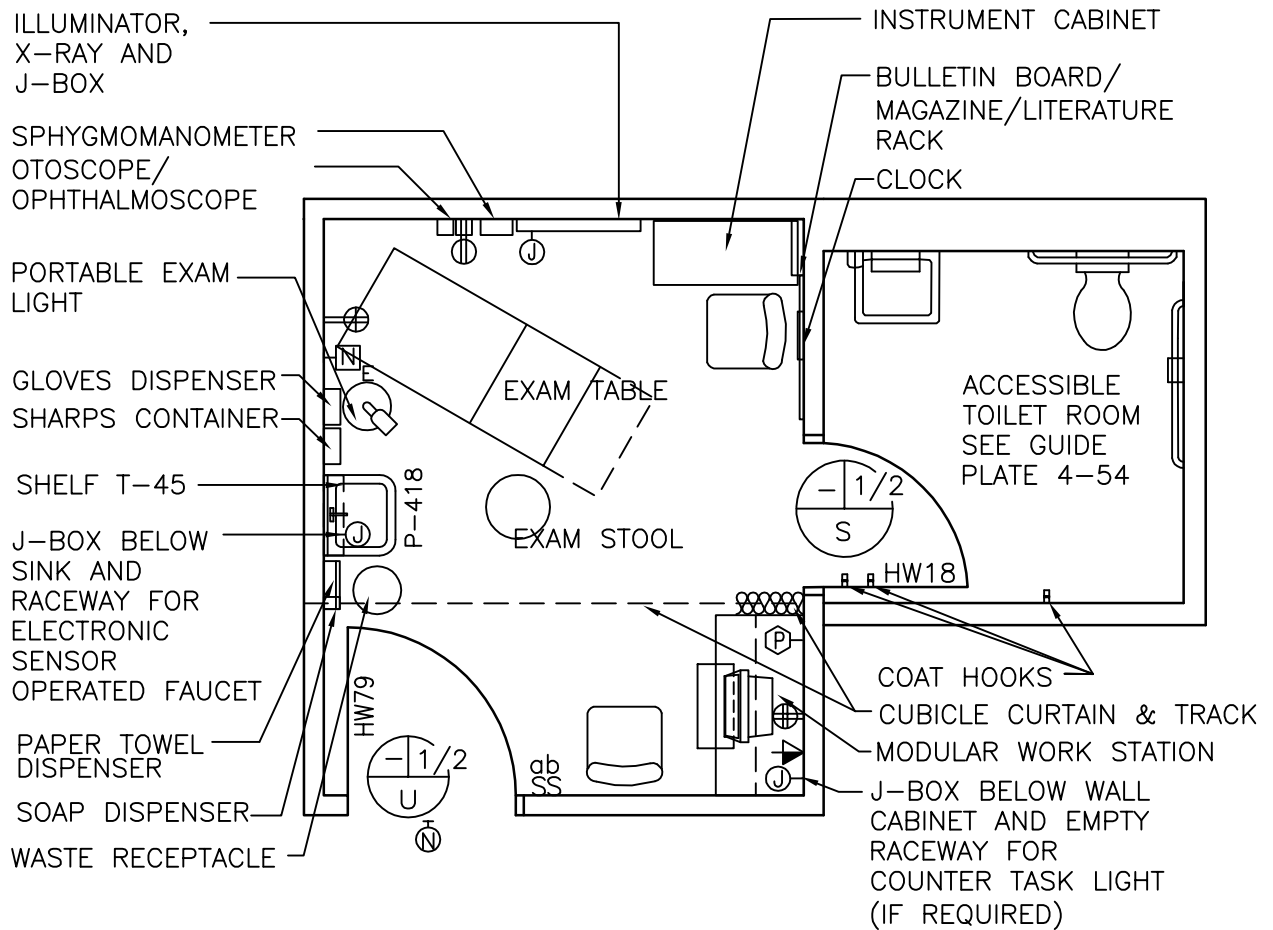 ILLUMINATOR,
X-RAY AND
J-BOX
SPHYGMOMANOMETER
OTOSCOPE/
OPHTHALMOSCOPE
PORTABLE EXAM
LIGHT
GLOVES DISPENSER
SHARPS CONTAINER
SHELF T-45
J-BOX BELOW
SINK AND
RACEWAY FOR
ELECTRONIC
SENSOR
OPERATED FAUCET
PAPER TOWEL
DISPENSER
SOAP DISPENSER
WASTE RECEPTACLE
INSTRUMENT CABINET
BULLETIN BOARD/
MAGAZINE/LITERATURE
RACK
CLOCK
J
N
E
EXAM TABLE
P-418
J
EXAM STOOL
ACCESSIBLE
TOILET ROOM
SEE GUIDE
PLATE 4-54
- 1/2
S
HW18
P
HW79
- 1/2
U
N
ab
SS
J
COAT HOOKS
CUBICLE CURTAIN & TRACK
MODULAR WORK STATION
J-BOX BELOW WALL
CABINET AND EMPTY
RACEWAY FOR
COUNTER TASK LIGHT
(IF REQUIRED)